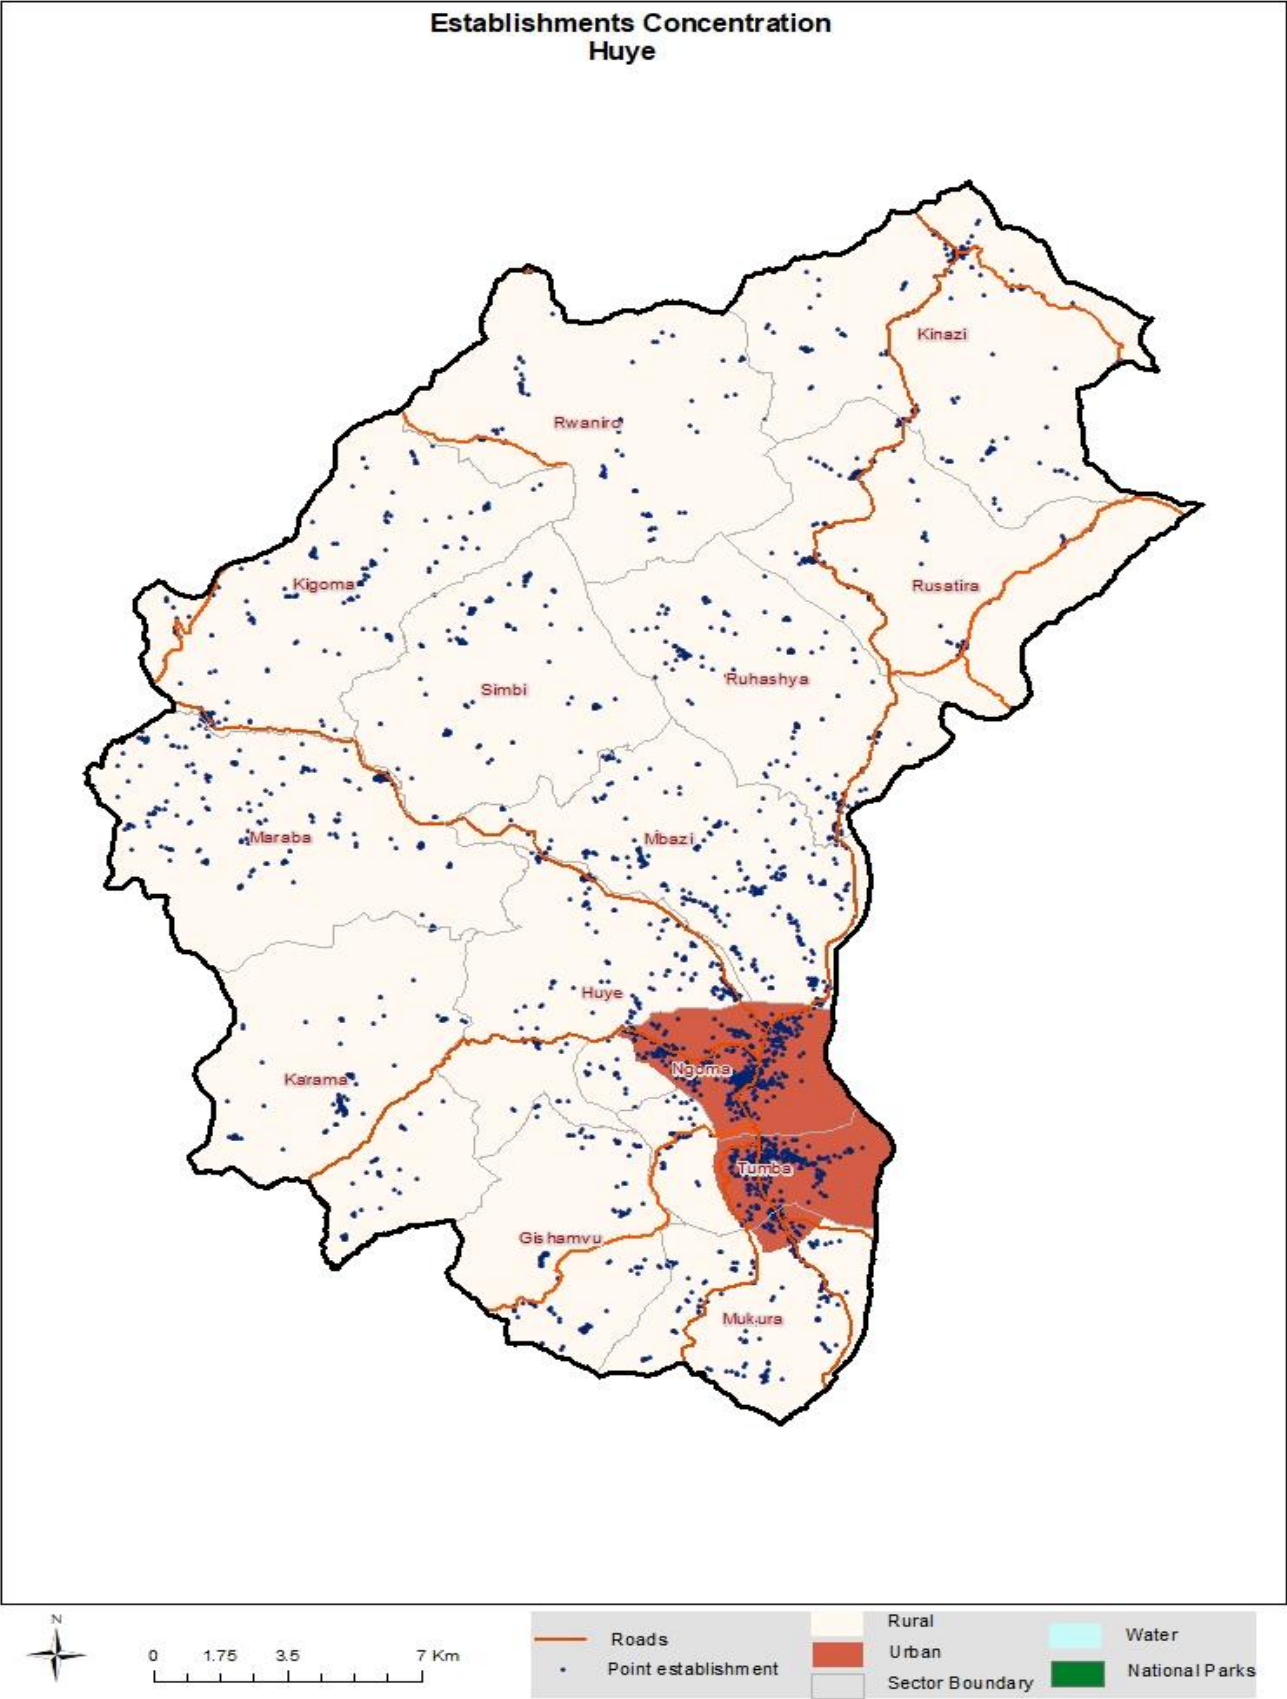 Establishments Concentration
Huye
Kinazi
Rwaniro
Kigoma
Rusatira
Simbi
Ruhashya
Maraba
Mbazi
Huye
Ngoma
Karama
Tumba
Gishamvu
Mukura
N
0 1.75 3.5 7 Km
Roads
Point establishment
Rural
Urban
Sector Boundary
Water
National Parks